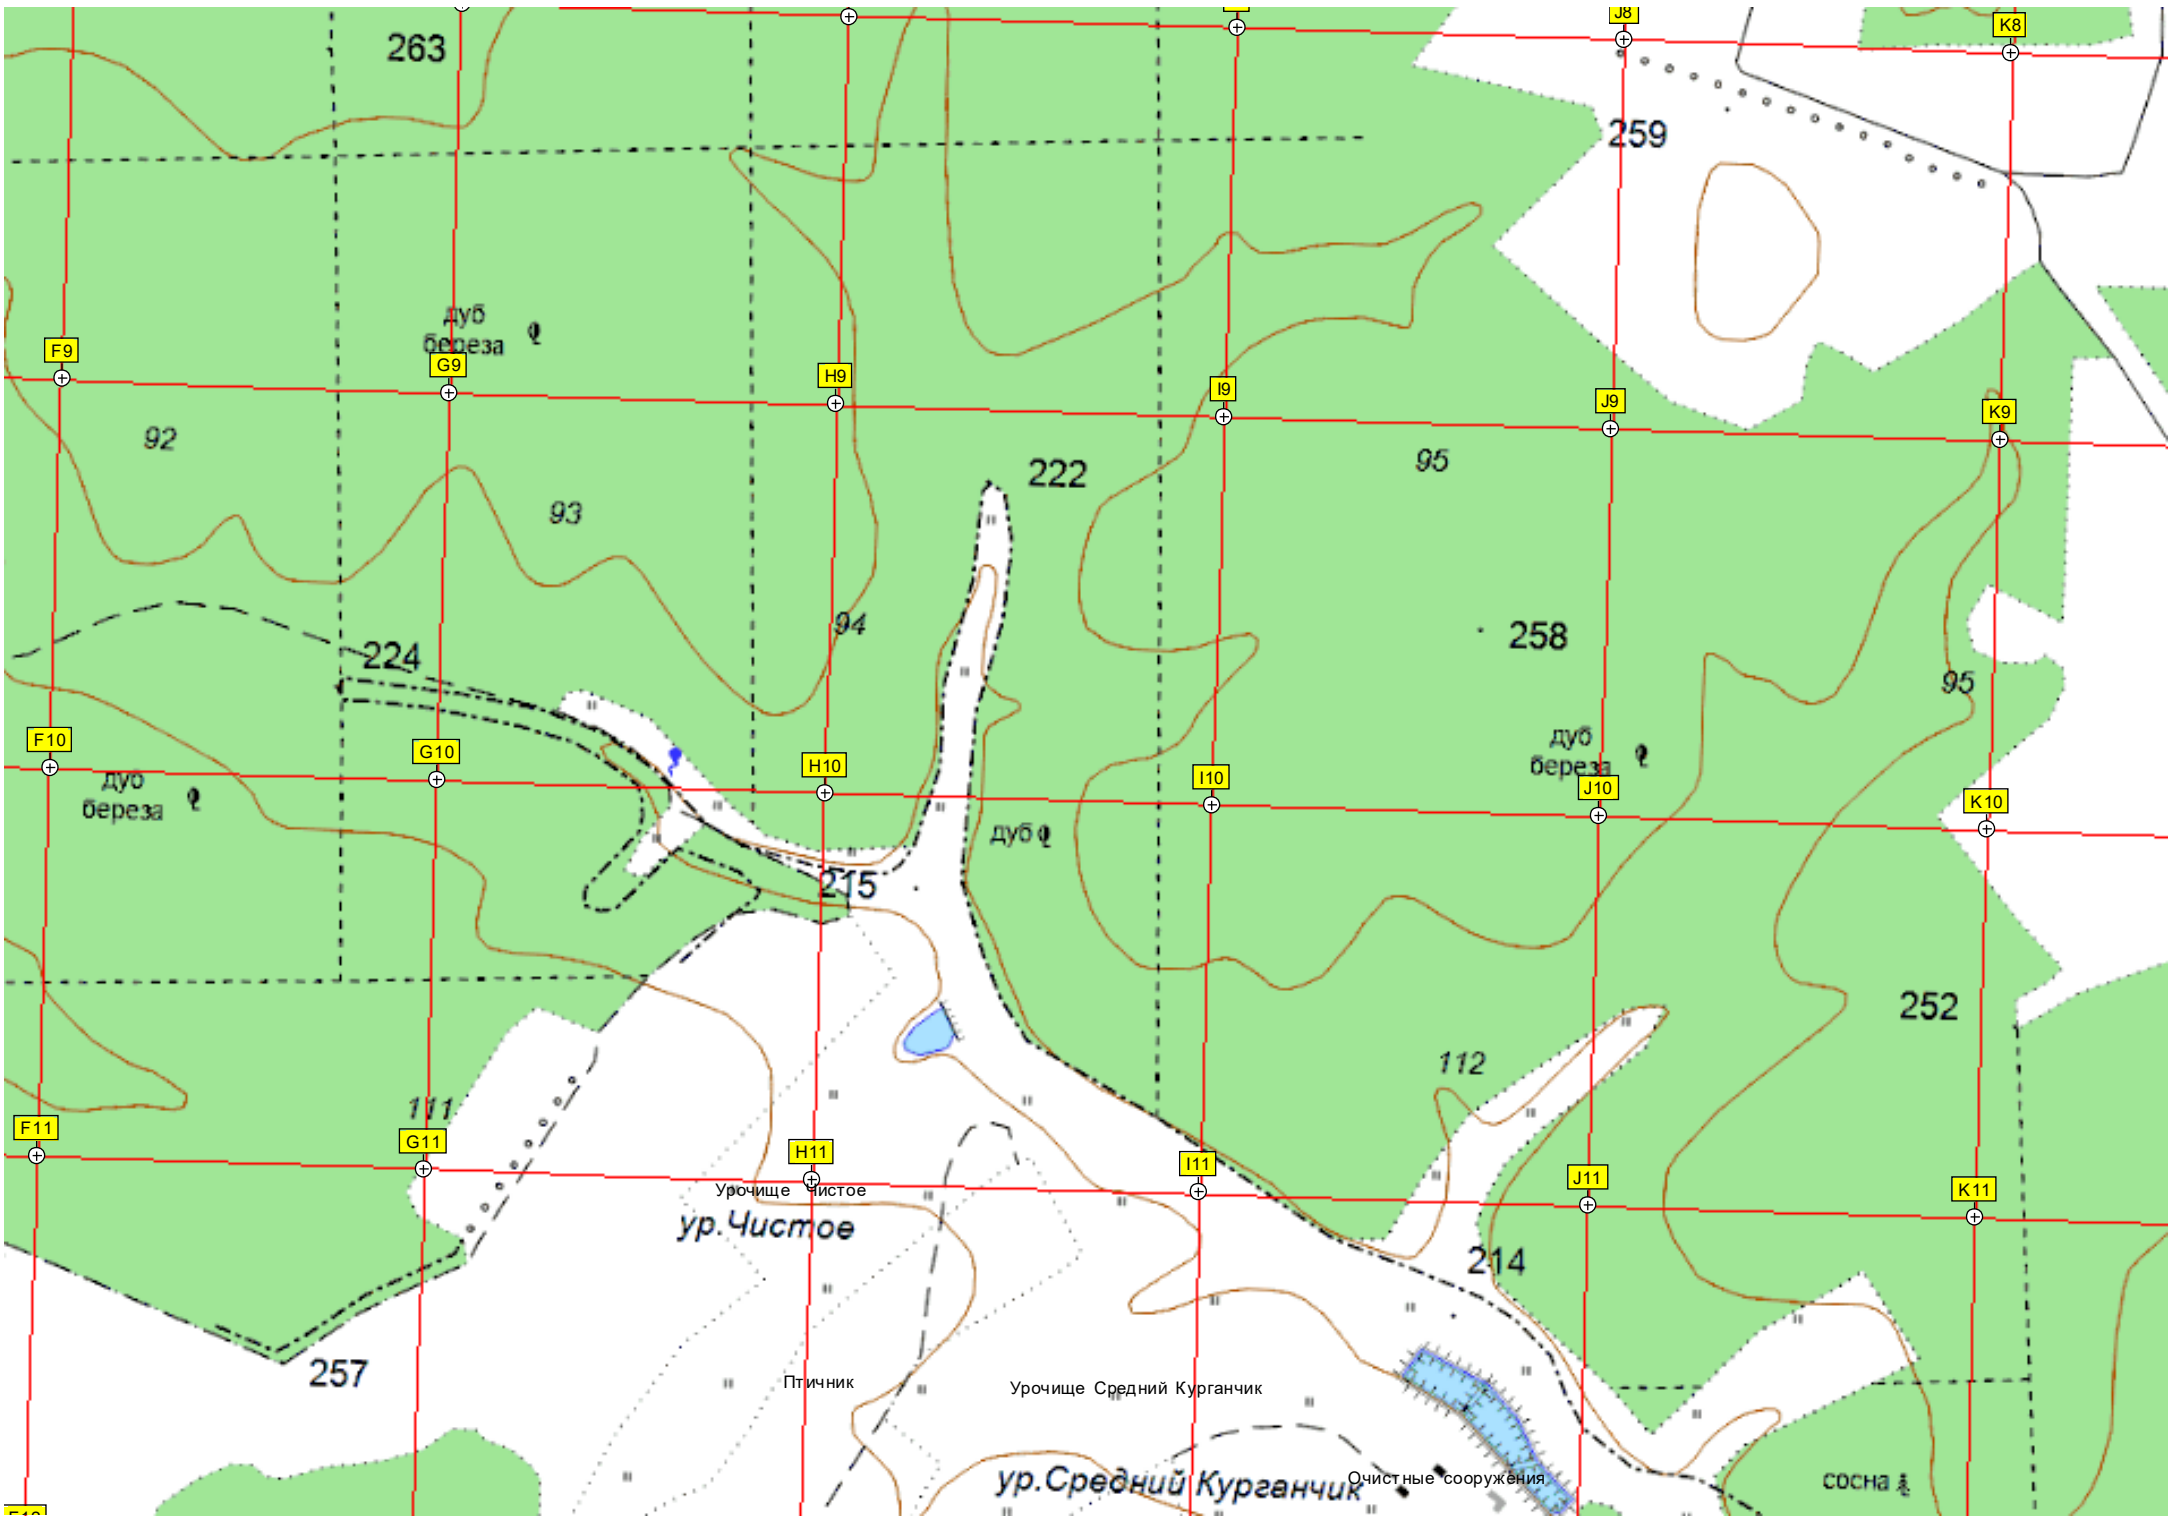 J8
K8
263
259
дуб
береза
F9
G9
H9
I9
J9
K9
92
93
222
95
94
258
224
95
F10
G10
H10
I10
дуб
береза
J10
K10
дуб
береза
дуб
215
252
112
111
F11
G11
H11
I11
J11
K11
Урочище Чистое
ур.Чистое
214
257
Птичник
Урочище Средний Курганчик
ур.Средний Курганчик
Очистные сооружения
сосна